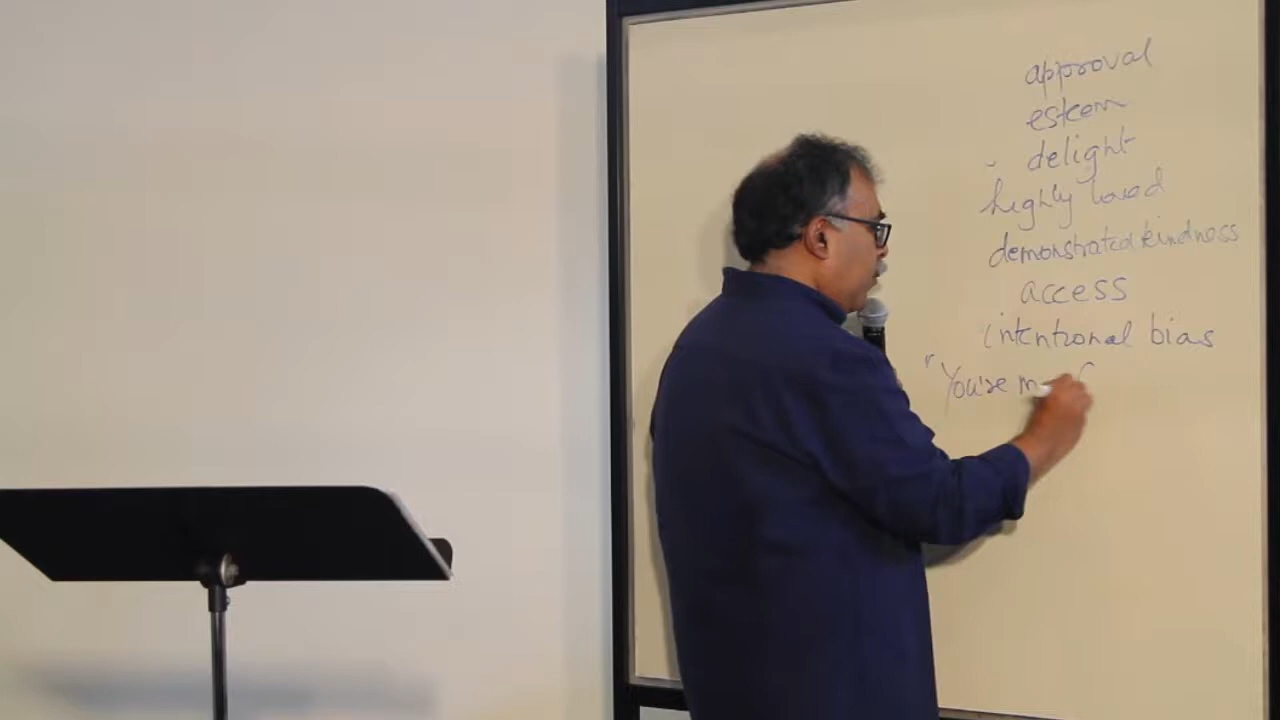 approval
esteem
delight
highly loved
demonstrated kindness
access
intentional bias
"You're